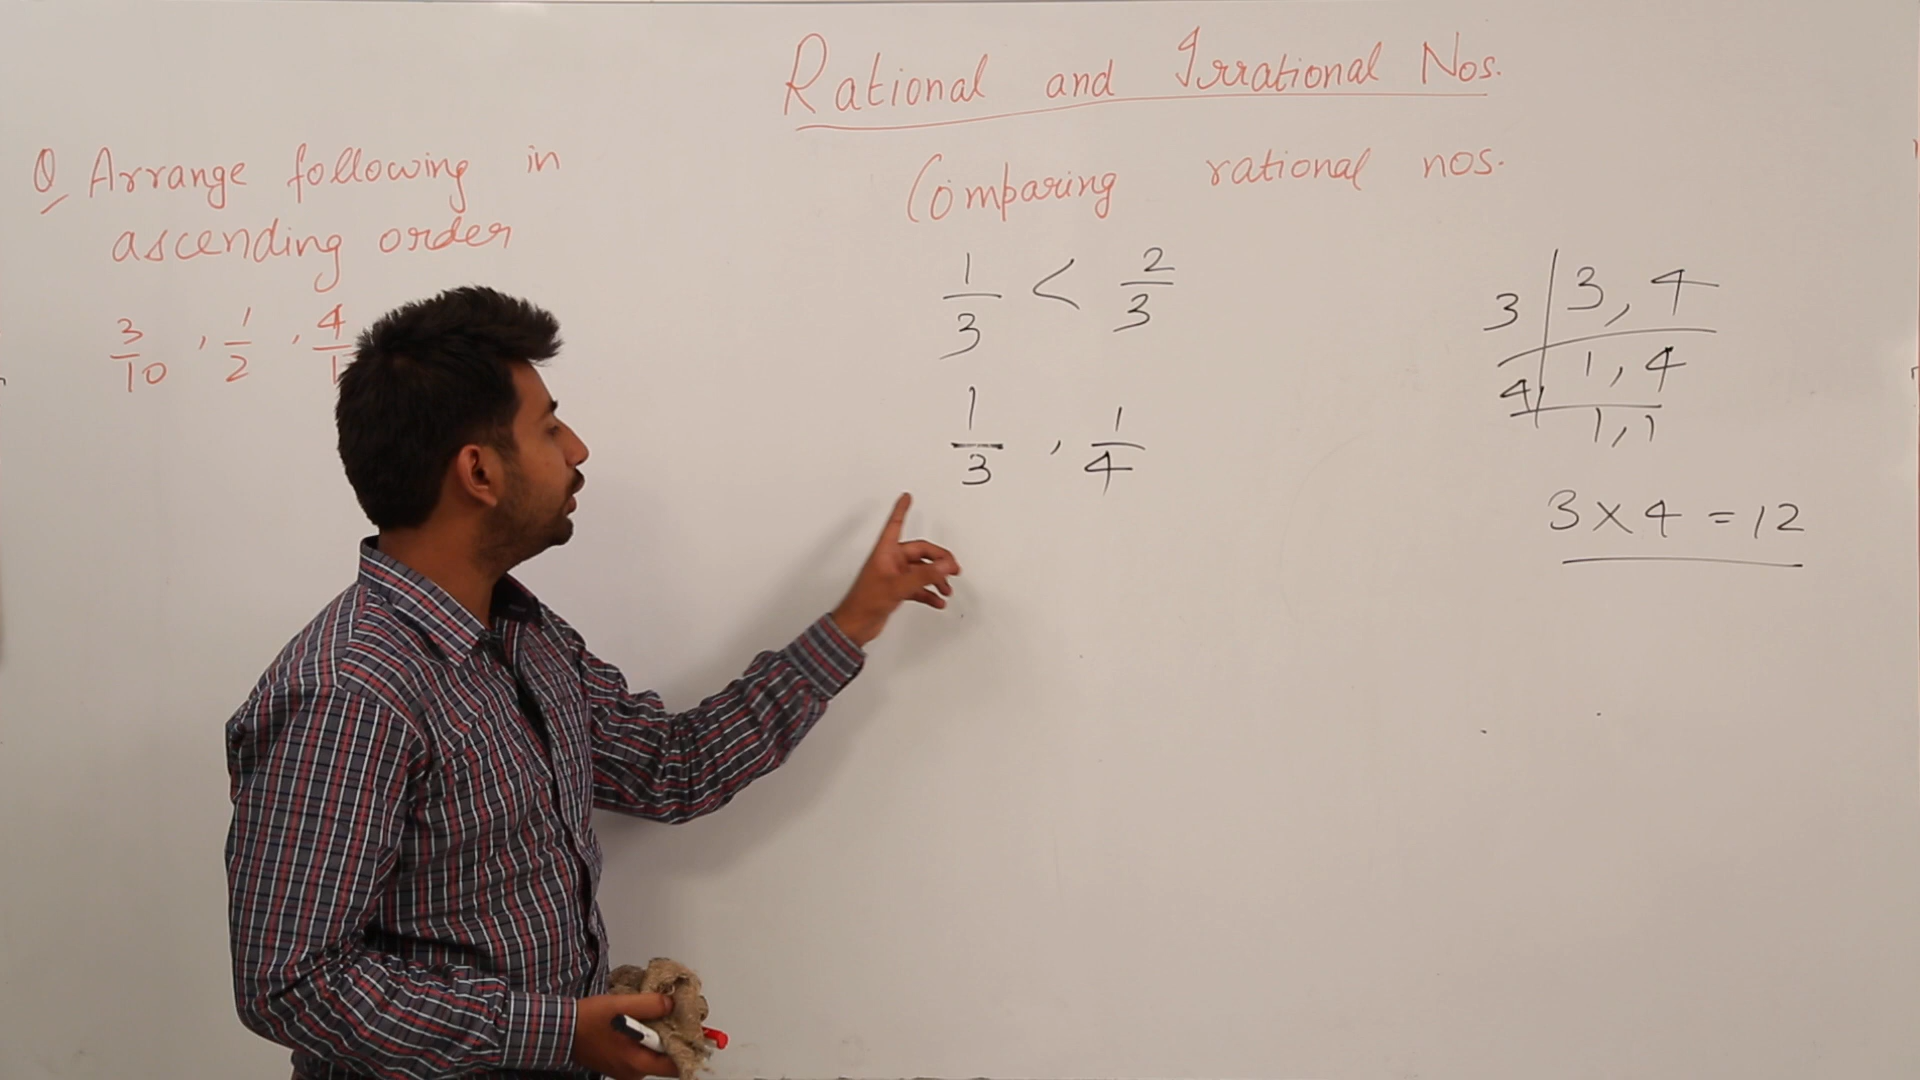 Rational and Irrational Nos.
Q Arrange following in
ascending order
3/10 , 1/2 , 4/1
Comparing rational nos.
1/3 < 2/3
1/3 , 1/4
3 | 3, 4
4 | 1, 4
1, 1
3 × 4 = 12